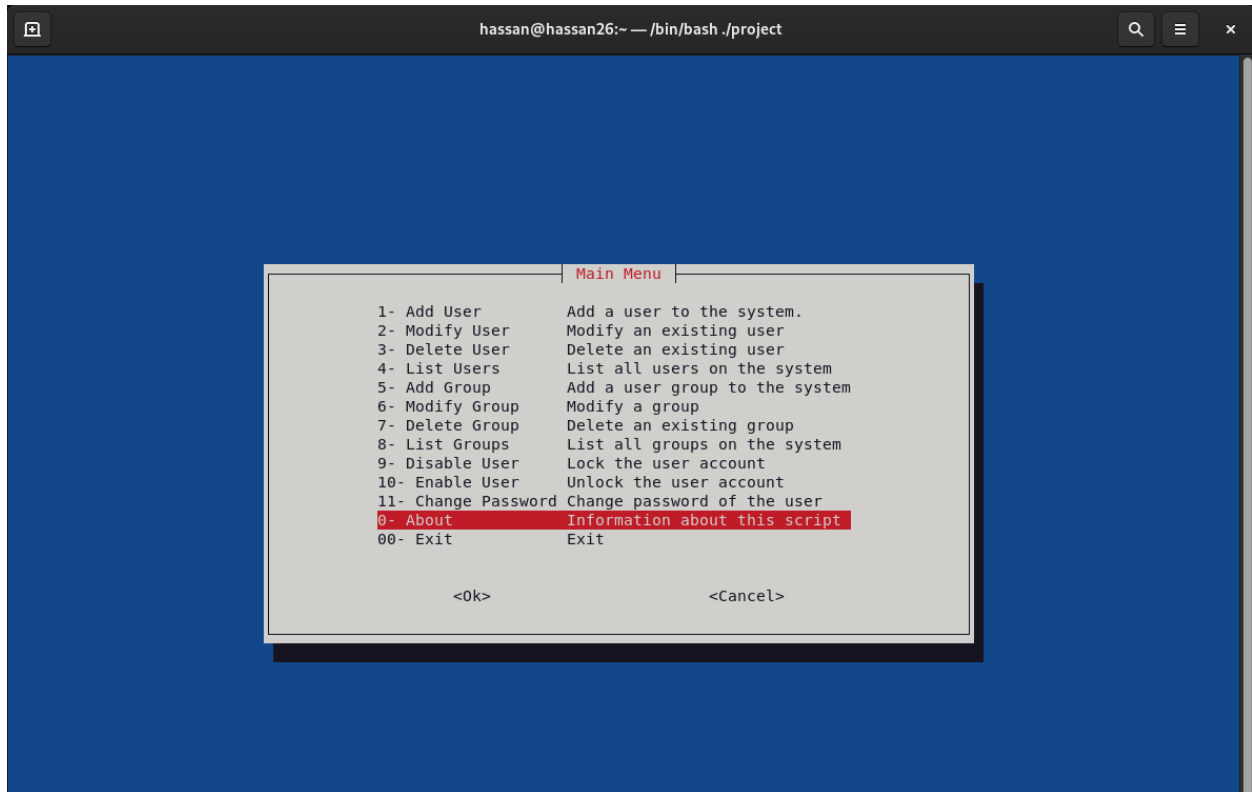 hassan@hassan26:~ — /bin/bash ./project
Main Menu
1- Add User Add a user to the system.
2- Modify User Modify an existing user
3- Delete User Delete an existing user
4- List Users List all users on the system
5- Add Group Add a user group to the system
6- Modify Group Modify a group
7- Delete Group Delete an existing group
8- List Groups List all groups on the system
9- Disable User Lock the user account
10- Enable User Unlock the user account
11- Change Password Change password of the user
0- About Information about this script
00- Exit Exit
<Ok> <Cancel>